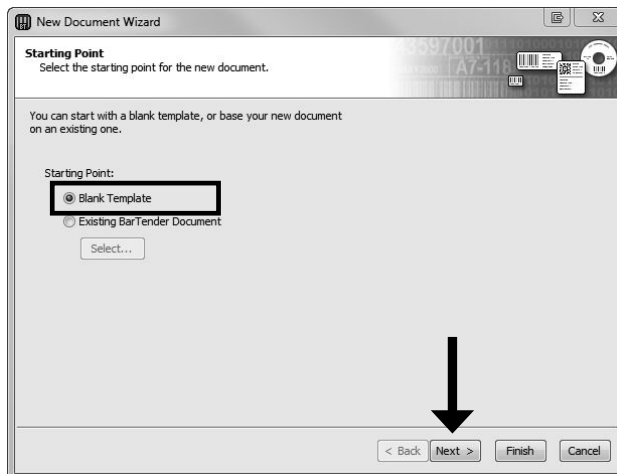 New Document Wizard
Starting Point
Select the starting point for the new document.
A7-118
You can start with a blank template, or base your new document
on an existing one.
Starting Point:
Blank Template
Existing BarTender Document
Select...
< Back Next > Finish Cancel